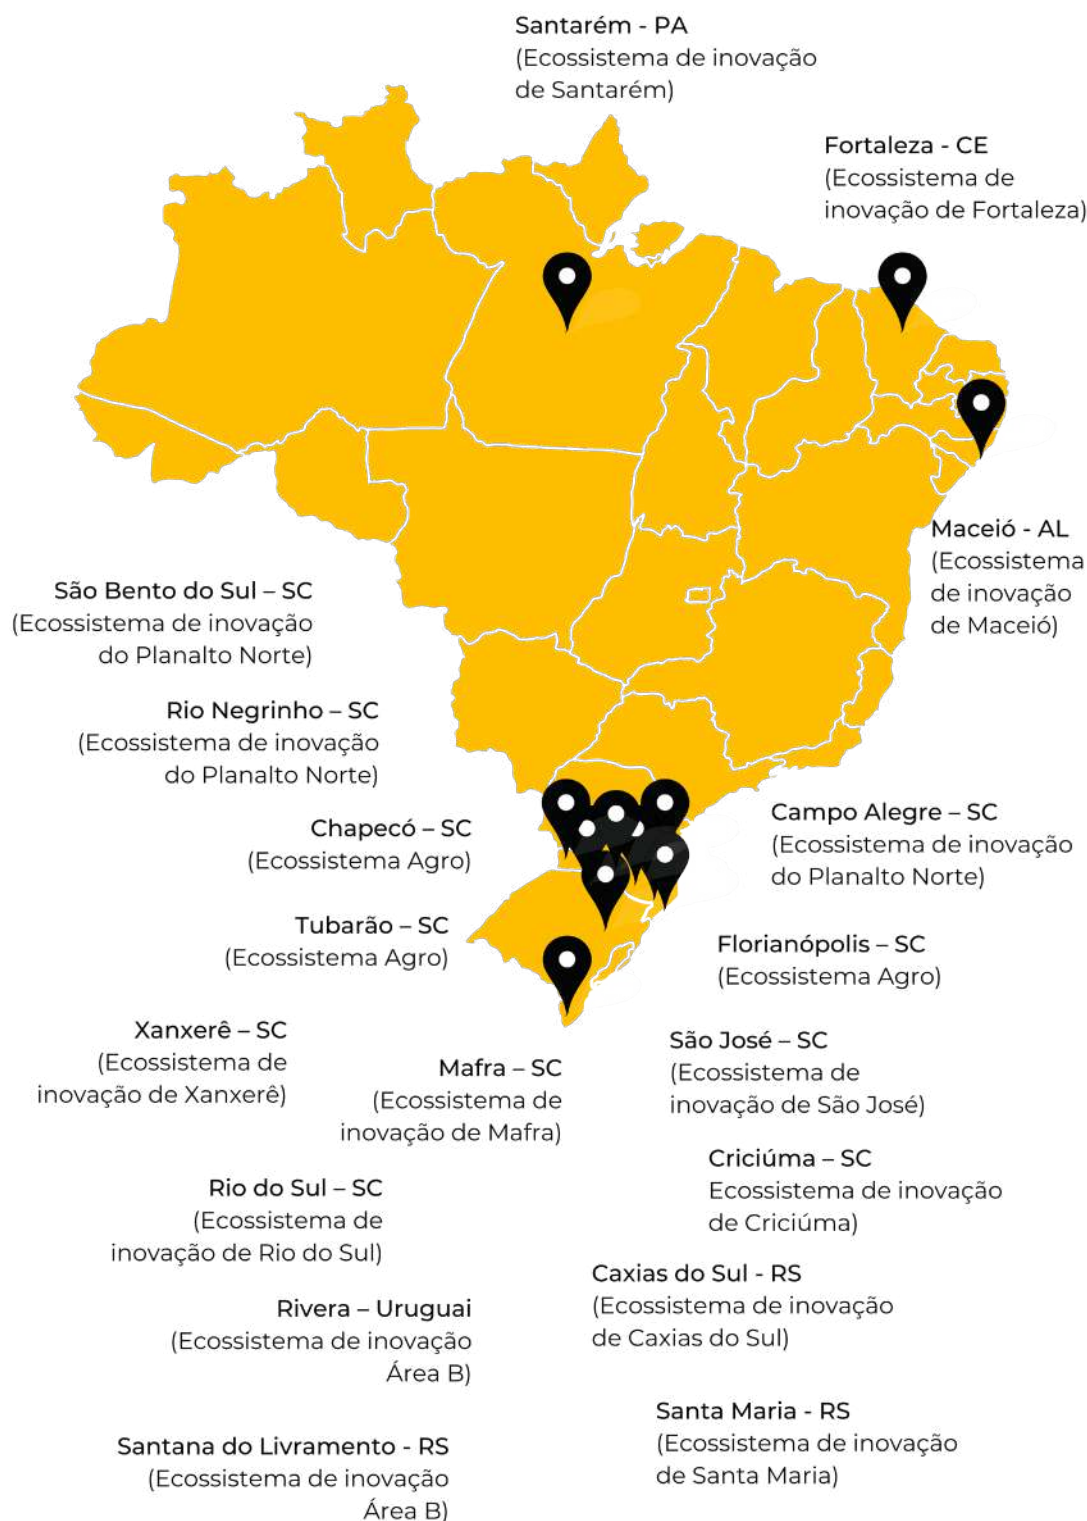 Santarém - PA
(Ecossistema de inovação
de Santarém)
Fortaleza - CE
(Ecossistema de
inovação de Fortaleza)
Maceió - AL
(Ecossistema
de inovação
de Maceió)
São Bento do Sul – SC
(Ecossistema de inovação
do Planalto Norte)
Rio Negrinho – SC
(Ecossistema de inovação
do Planalto Norte)
Chapecó – SC
(Ecossistema Agro)
Campo Alegre – SC
(Ecossistema de inovação
do Planalto Norte)
Tubarão – SC
(Ecossistema Agro)
Florianópolis – SC
(Ecossistema Agro)
Xanxerê – SC
(Ecossistema de
inovação de Xanxerê)
Mafra – SC
(Ecossistema de
inovação de Mafra)
São José – SC
(Ecossistema de
inovação de São José)
Criciúma – SC
Ecossistema de inovação
de Criciúma)
Rio do Sul – SC
(Ecossistema de
inovação de Rio do Sul)
Caxias do Sul - RS
(Ecossistema de inovação
de Caxias do Sul)
Rivera – Uruguai
(Ecossistema de inovação
Área B)
Santa Maria - RS
(Ecossistema de inovação
de Santa Maria)
Santana do Livramento - RS
(Ecossistema de inovação
Área B)